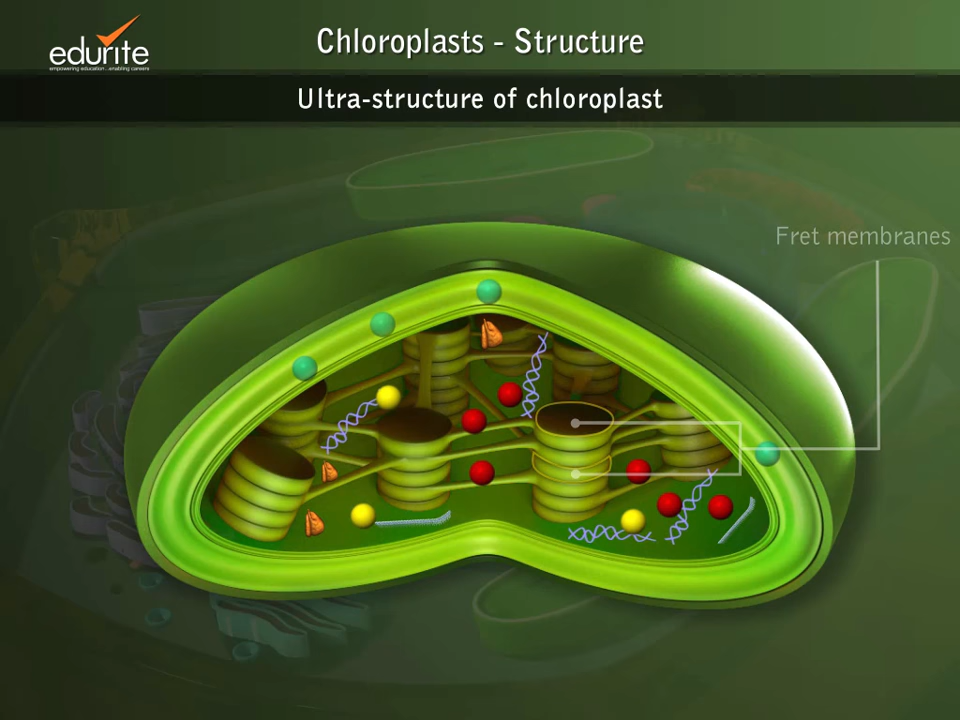 edurite
empowering education...enabling careers
Chloroplasts - Structure
Ultra-structure of chloroplast
Fret membranes